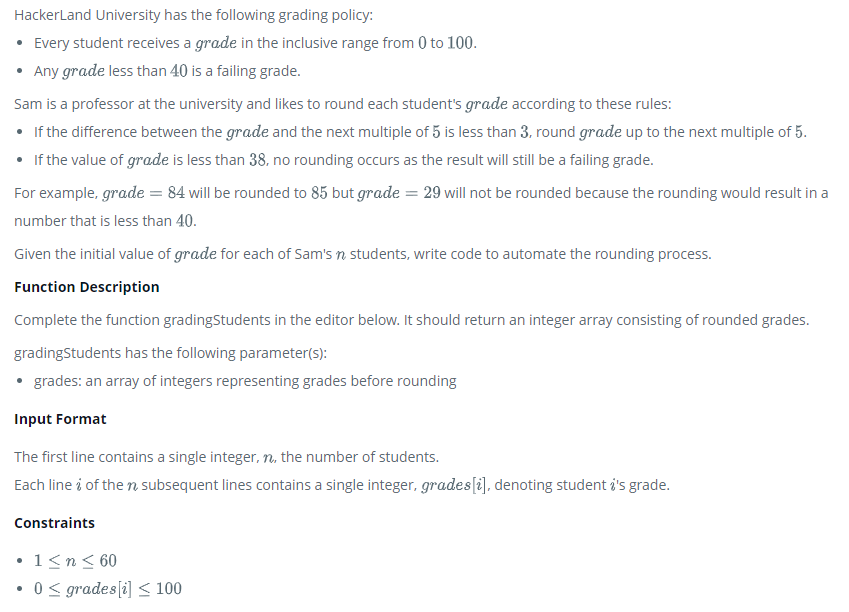 HackerLand University has the following grading policy:
• Every student receives a grade in the inclusive range from 0 to 100.
• Any grade less than 40 is a failing grade.
Sam is a professor at the university and likes to round each student's grade according to these rules:
• If the difference between the grade and the next multiple of 5 is less than 3, round grade up to the next multiple of 5.
• If the value of grade is less than 38, no rounding occurs as the result will still be a failing grade.
For example, grade = 84 will be rounded to 85 but grade = 29 will not be rounded because the rounding would result in a
number that is less than 40.
Given the initial value of grade for each of Sam's n students, write code to automate the rounding process.
Function Description
Complete the function gradingStudents in the editor below. It should return an integer array consisting of rounded grades.
gradingStudents has the following parameter(s):
• grades: an array of integers representing grades before rounding
Input Format
The first line contains a single integer, n, the number of students.
Each line i of the n subsequent lines contains a single integer, grades[i], denoting student i's grade.
Constraints
• 1 ≤ n ≤ 60
• 0 ≤ grades[i] ≤ 100